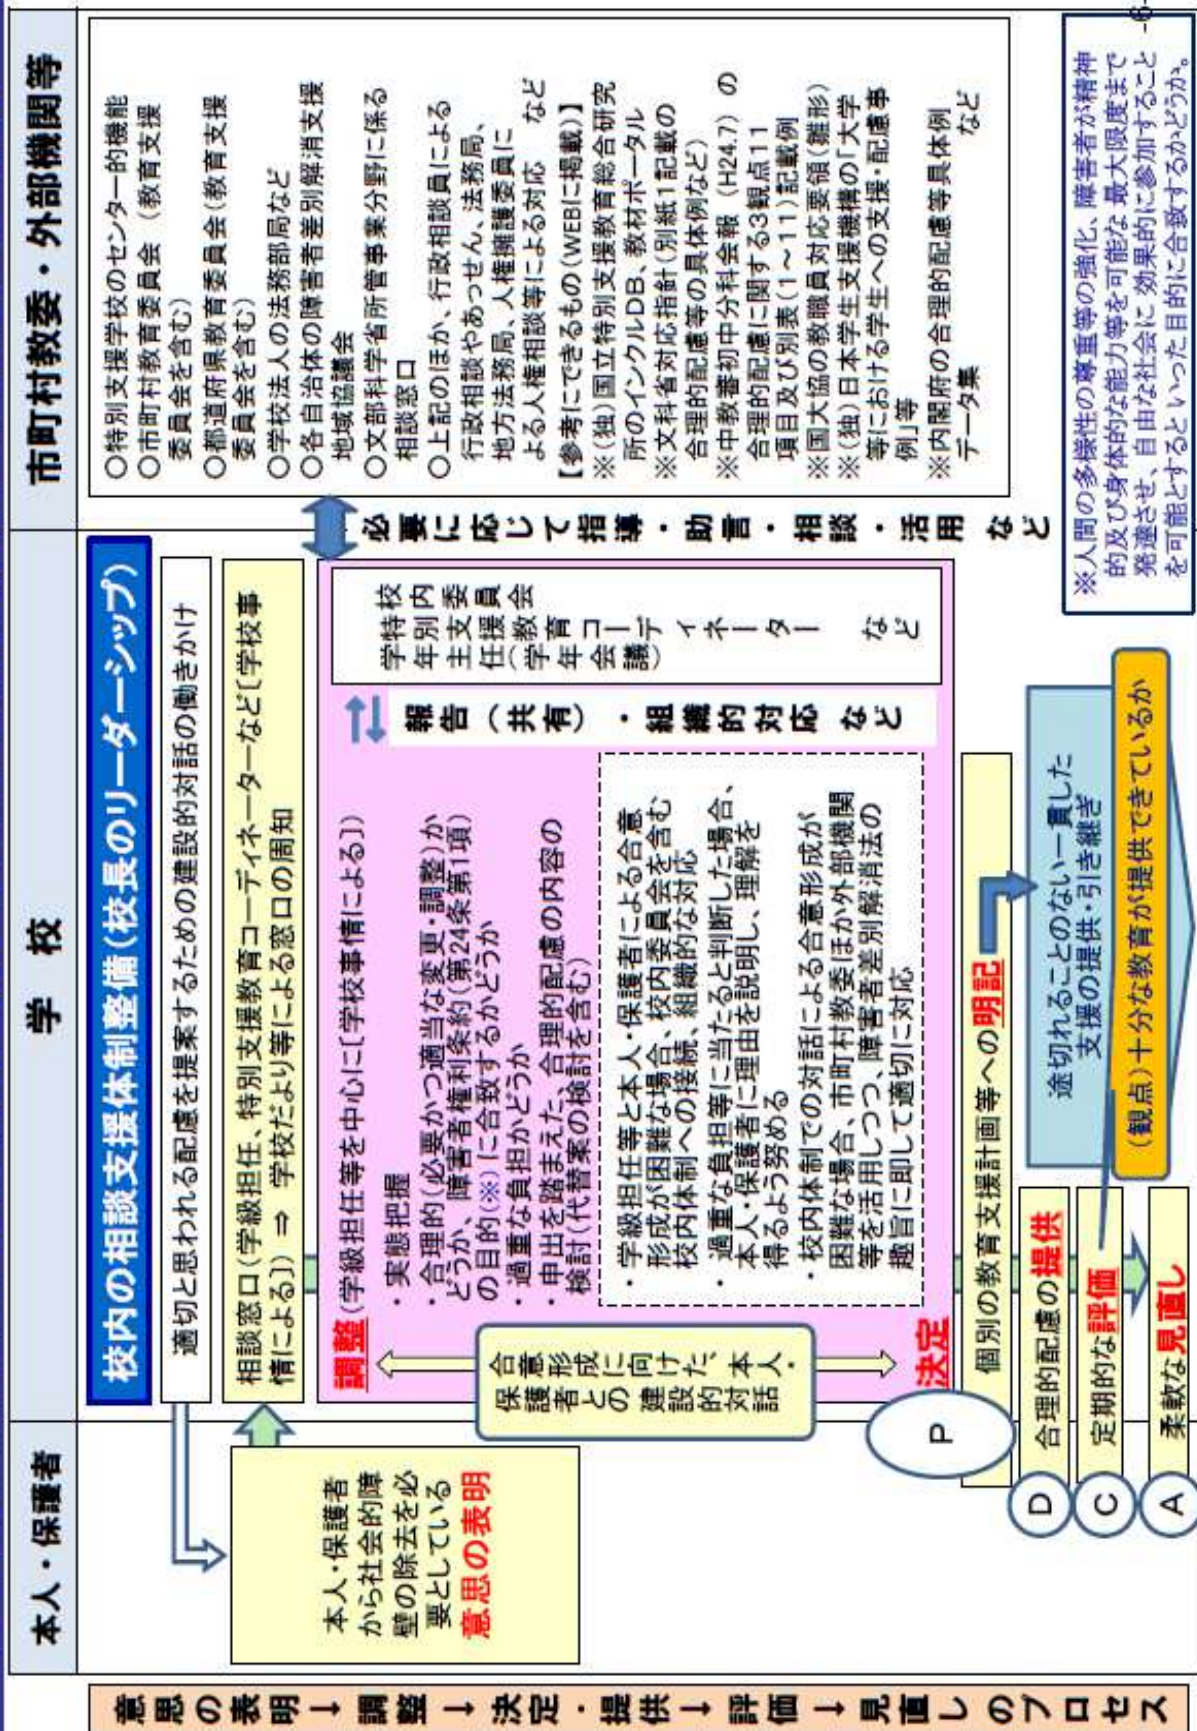 意思の表明→調整→決定・提供→評価→見直しのプロセス
本人・保護者
学　校
市町村教委・外部機関等
校内の相談支援体制整備(校長のリーダーシップ)
適切と思われる配慮を提案するための建設的対話の働きかけ
本人・保護者
から社会的障
壁の除去を必
要としている
意思の表明
相談窓口(学級担任、特別支援教育コーディネーターなど〔学校事
情による〕) ⇒ 学校だより等による窓口の周知
調整(学級担任等を中心に〔学校事情による〕)
・実態把握
・合理的(必要かつ適当な変更・調整)か
どうか、障害者権利条約(第24条第1項)
の目的(※)に合致するかどうか
・過重な負担かどうか
・申出を踏まえた、合理的配慮の内容の
検討(代替案の検討を含む)
・学級担任等と本人・保護者による合意
形成が困難な場合、校内委員会を含む
校内体制への接続、組織的な対応
・過重な負担等に当たると判断した場合、
本人・保護者に理由を説明し、理解を
得るよう努める
・校内体制での対話による合意形成が
困難な場合、市町村教委ほか外部機関
等を活用しつつ、障害者差別解消法の
趣旨に即して適切に対応
合意形成に向けた、本人・
保護者との建設的対話
決定
報告(共有)・組織的対応 など
校内委員会
特別支援教育コーディネーター
学年主任(学年会議)
など
必要に応じて指導・助言・相談・活用 など
○特別支援学校のセンター的機能
○市町村教育委員会 (教育支援
委員会を含む)
○都道府県教育委員会(教育支援
委員会を含む)
○学校法人の法務部局など
○各自治体の障害者差別解消支援
地域協議会
○文部科学省所管事業分野に係る
相談窓口
○上記のほか、行政相談員による
行政相談やあっせん、法務局、
地方法務局、人権擁護委員に
よる人権相談等による対応 など
【参考にできるもの(WEBに掲載)】
※(独)国立特別支援教育総合研究
所のインクルDB、教材ポータル
※文科省対応指針(別紙1記載の
合理的配慮等の具体例など)
※中教審初中分科会報 (H24.7) の
合理的配慮に関する3観点11
項目及び別表(1～11)記載例
※国大協の教職員対応要領(雛形)
※(独)日本学生支援機構の「大学
等における学生への支援・配慮事
例」等
※内閣府の合理的配慮等具体例
データ集 など
P
個別の教育支援計画等への明記
D
合理的配慮の提供
C
定期的な評価
A
柔軟な見直し
途切れることのない一貫した
支援の提供・引き継ぎ
(観点)十分な教育が提供できているか
※人間の多様性の尊重等の強化、障害者が精神
的及び身体的な能力等を可能な最大限度まで
発達させ、自由な社会に効果的に参加すること
を可能とするといった目的に合致するかどうか。
-6-